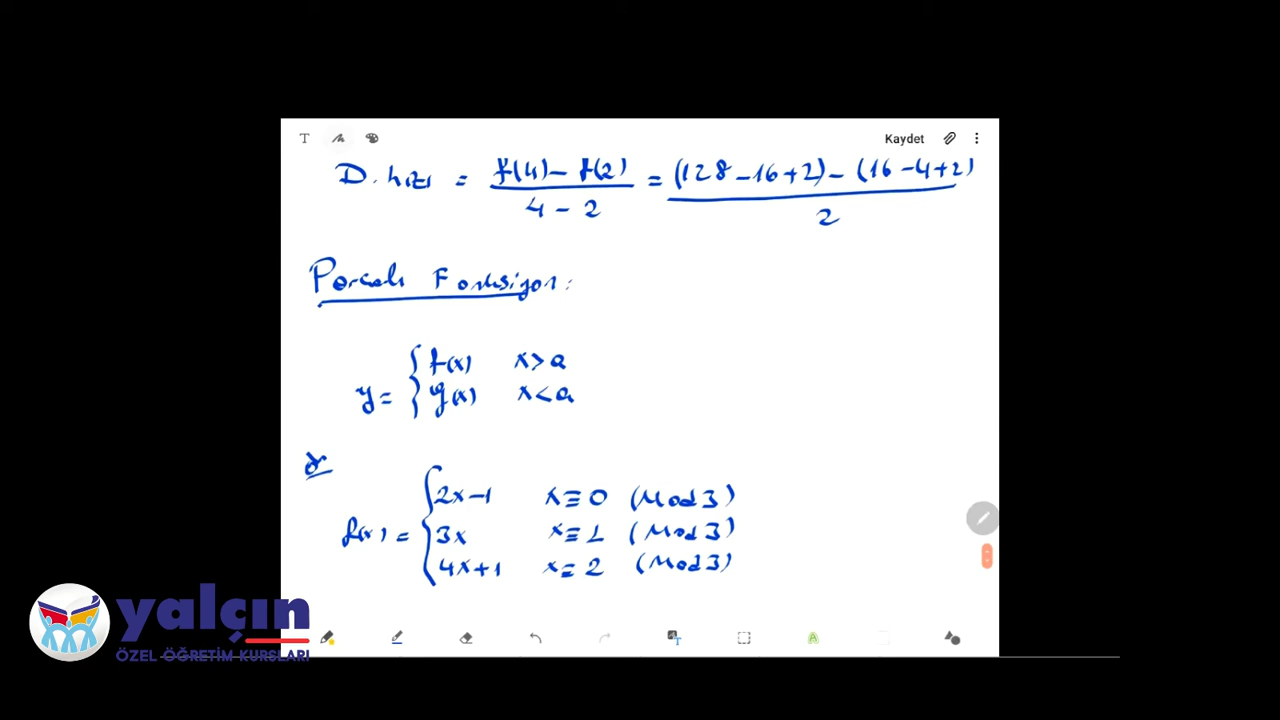 T Kaydet
D. hızı = f(4) - f(2) / 4 - 2 = (128 - 16 + 2) - (16 - 4 + 2) / 2
Parçalı Fonksiyon:
y = { f(x) x > a
g(x) x < a
ör
f(x) = { 2x-1 x ≡ 0 (Mod 3)
3x x ≡ 1 (Mod 3)
4x+1 x ≡ 2 (Mod 3)
yalçın
ÖZEL ÖĞRETİM KURSLARI